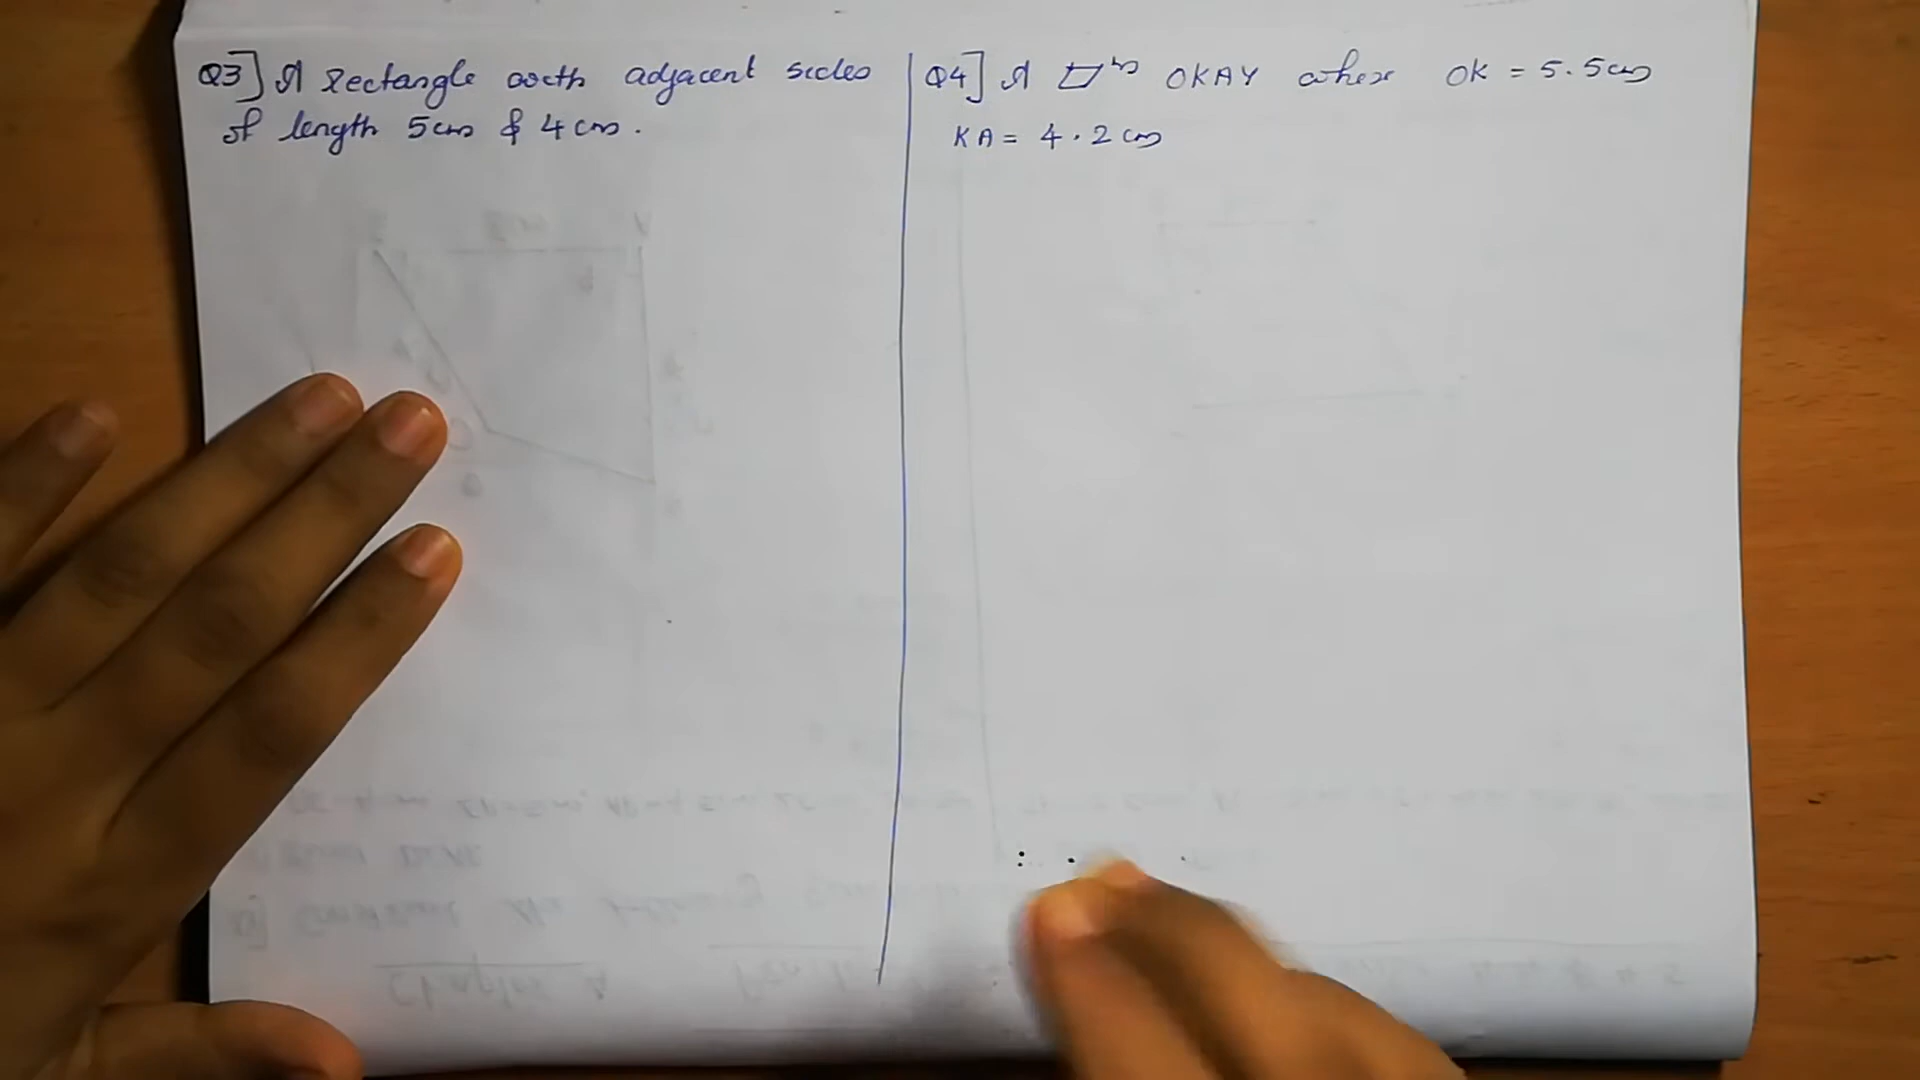 Q3] A Rectangle with adjacent sides
of length 5cm & 4cm.
Q4] A ▱m OKAY where OK = 5.5cm
KA = 4.2cm